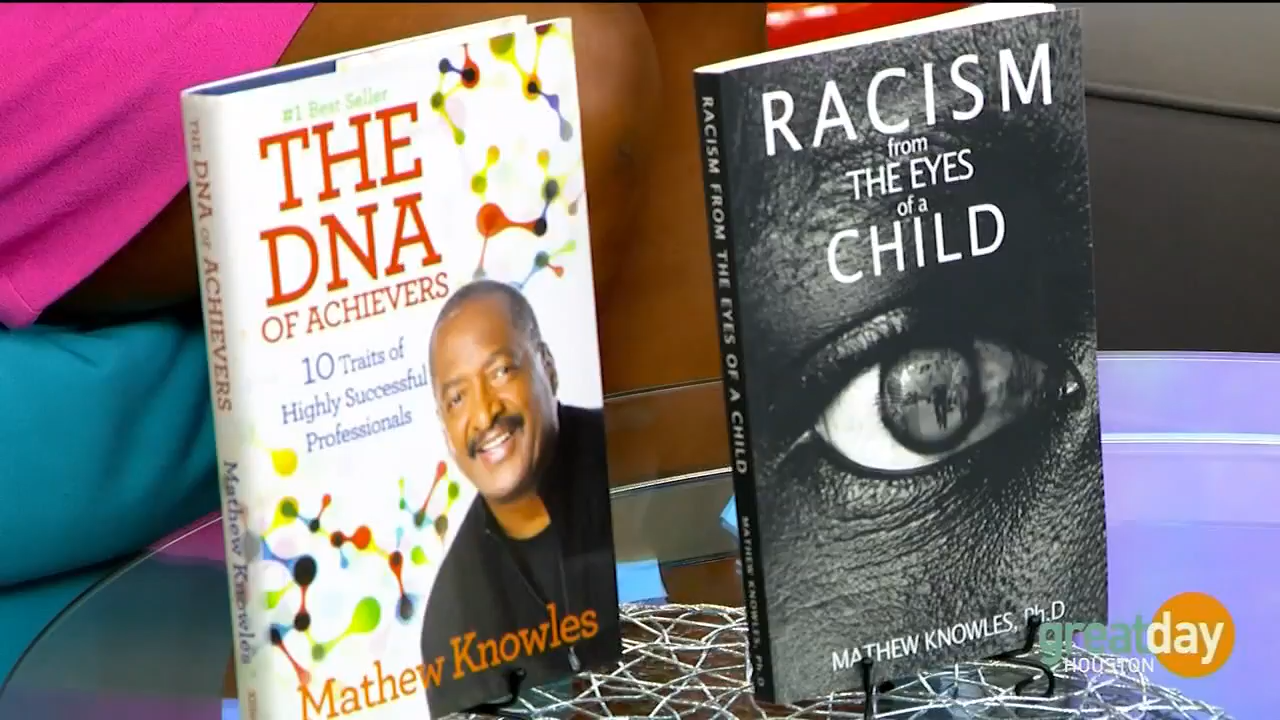 #1 Best Seller
THE
DNA
OF ACHIEVERS
10 Traits of
Highly Successful
Professionals
Mathew Knowles
THE DNA OF ACHIEVERS
Mathew Knowles
RACISM
from
THE EYES
of a
CHILD
MATHEW KNOWLES, Ph.D
RACISM FROM THE EYES OF A CHILD
MATHEW KNOWLES, Ph.D
greatday
HOUSTON